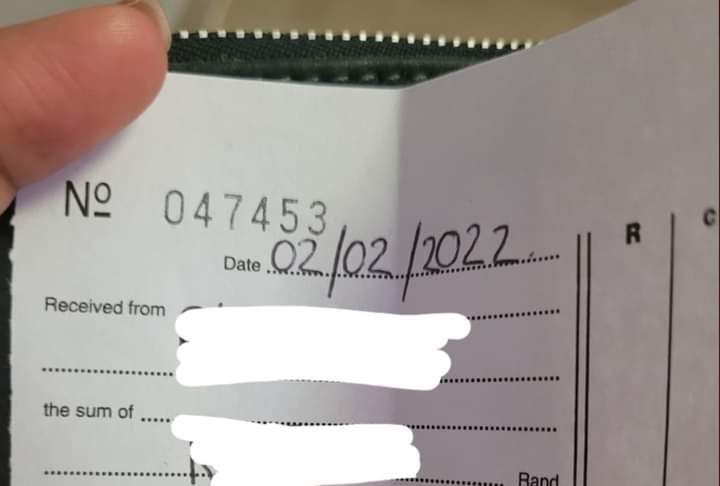 Nº 047453
Date 02/02/2022
R C
Received from
the sum of
Rand